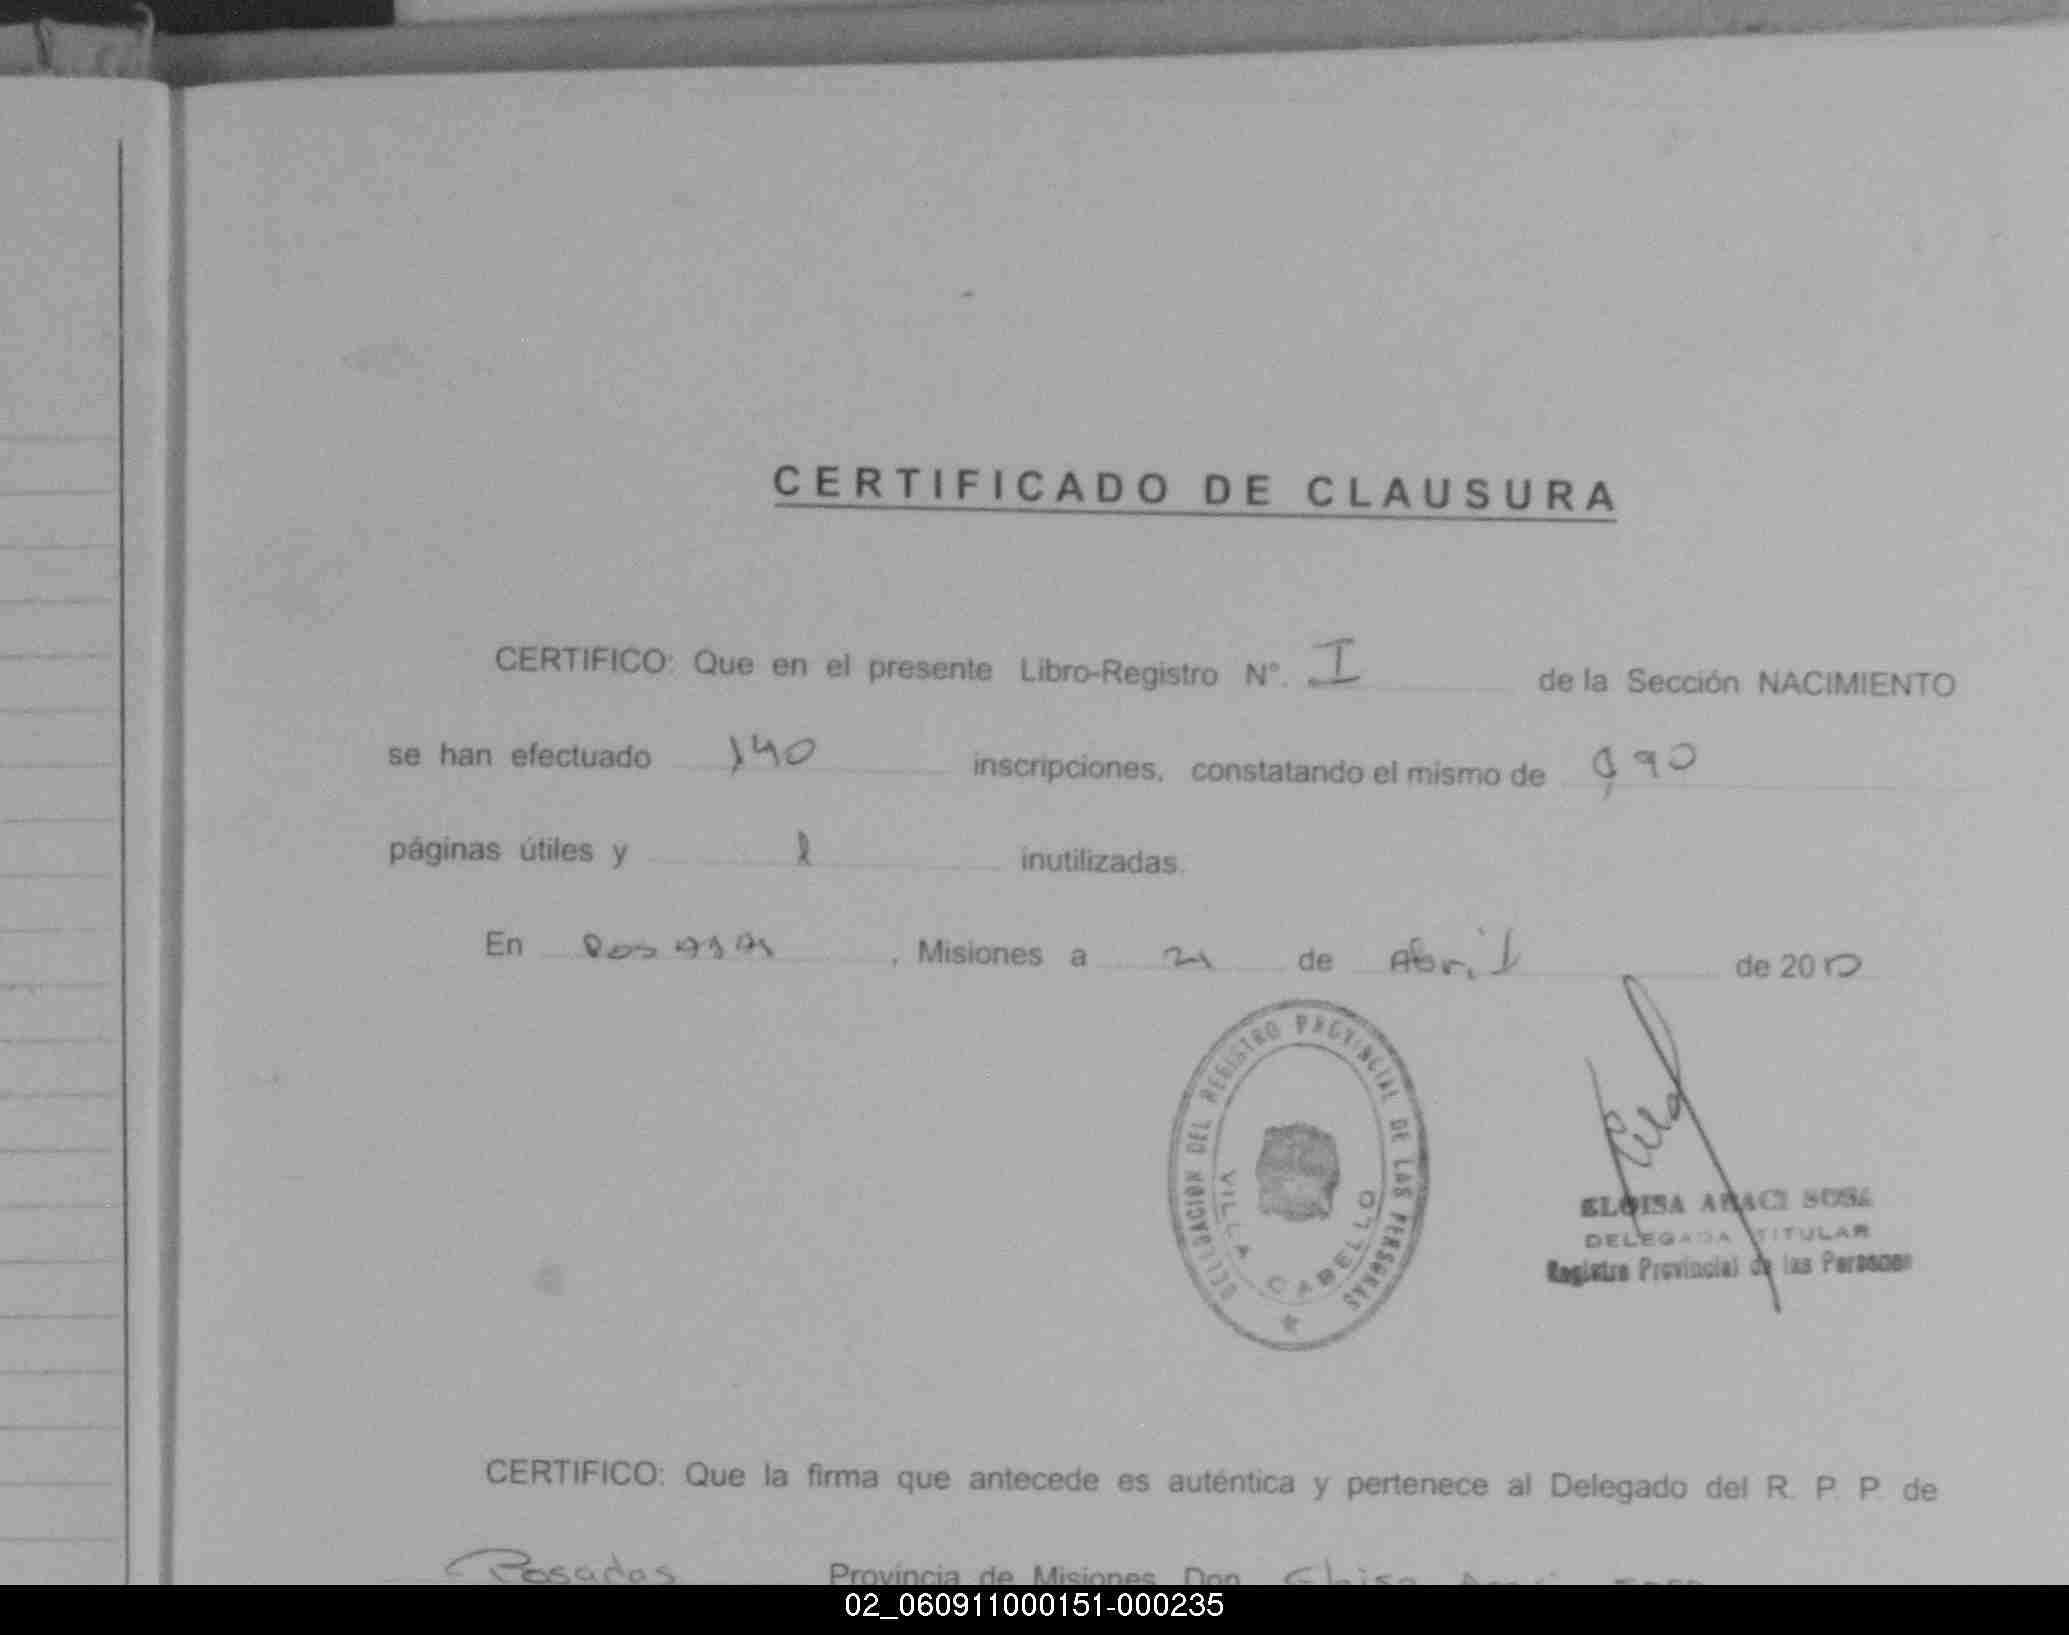 CERTIFICADO DE CLAUSURA
CERTIFICO: Que en el presente Libro-Registro N°. I de la Sección NACIMIENTO
se han efectuado 140 inscripciones, constatando el mismo de 190
páginas útiles y inutilizadas.
En Posadas, Misiones a 21 de Abril de 2010
DELEGACION DEL REGISTRO PROVINCIAL DE LAS PERSONAS
VILLA CABELLO
ELOISA ARACI SOSA
DELEGADA TITULAR
Registro Provincial de las Personas
CERTIFICO: Que la firma que antecede es auténtica y pertenece al Delegado del R. P. P. de
Posadas Provincia de Misiones Don Eloisa
02_060911000151-000235